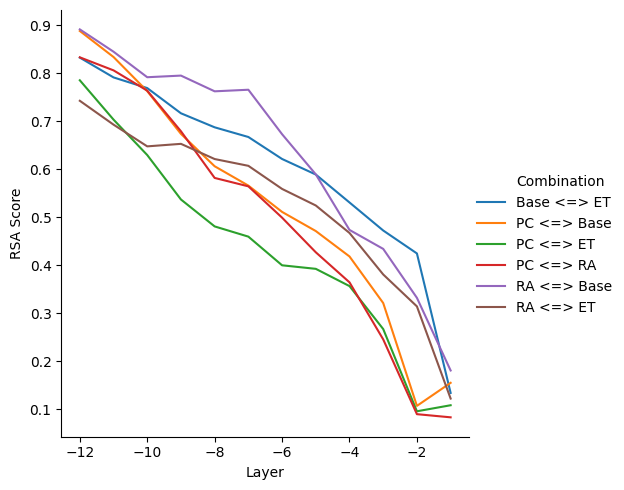 0.9
0.8
0.7
0.6
0.5
0.4
0.3
0.2
0.1
RSA Score
−12
−10
−8
−6
−4
−2
Layer
Combination
Base <=> ET
PC <=> Base
PC <=> ET
PC <=> RA
RA <=> Base
RA <=> ET